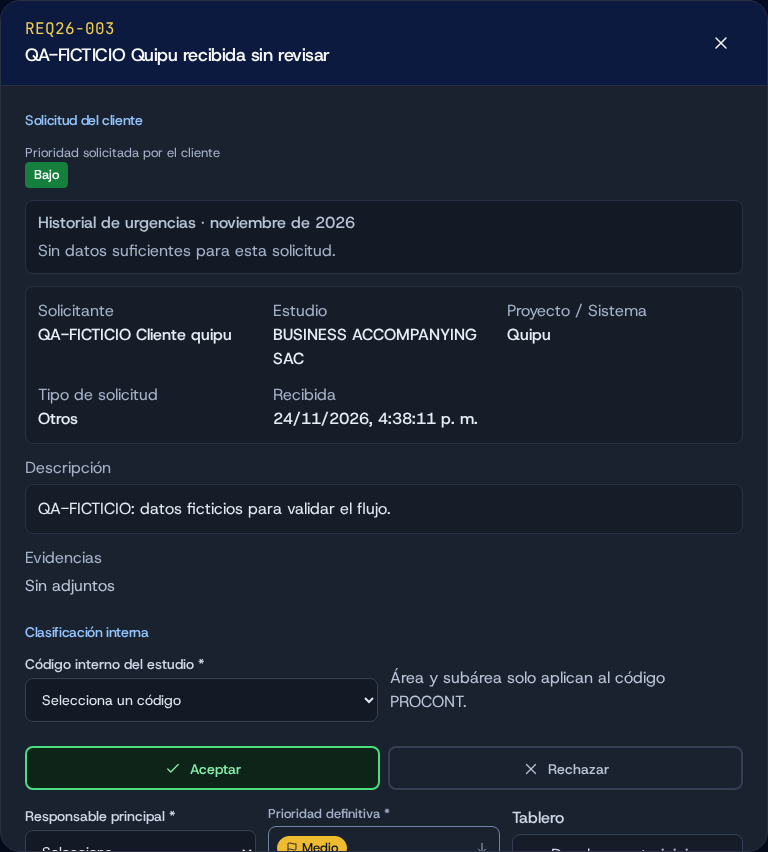 REQ26-003
QA-FICTICIO Quipu recibida sin revisar
Solicitud del cliente
Prioridad solicitada por el cliente
Bajo
Historial de urgencias · noviembre de 2026
Sin datos suficientes para esta solicitud.
Solicitante
QA-FICTICIO Cliente quipu
Estudio
BUSINESS ACCOMPANYING
SAC
Proyecto / Sistema
Quipu
Tipo de solicitud
Otros
Recibida
24/11/2026, 4:38:11 p. m.
Descripción
QA-FICTICIO: datos ficticios para validar el flujo.
Evidencias
Sin adjuntos
Clasificación interna
Código interno del estudio *
Selecciona un código
Área y subárea solo aplican al código
PROCONT.
Aceptar
Rechazar
Responsable principal *
Prioridad definitiva *
Medio
Tablero